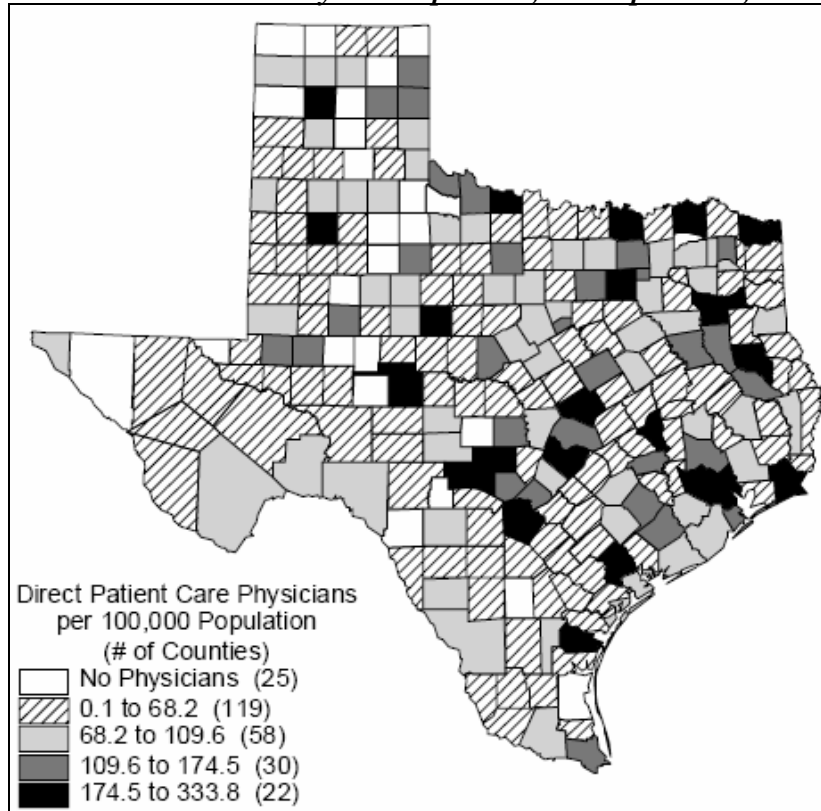 Direct Patient Care Physicians
per 100,000 Population
(# of Counties)
No Physicians (25)
0.1 to 68.2 (119)
68.2 to 109.6 (58)
109.6 to 174.5 (30)
174.5 to 333.8 (22)